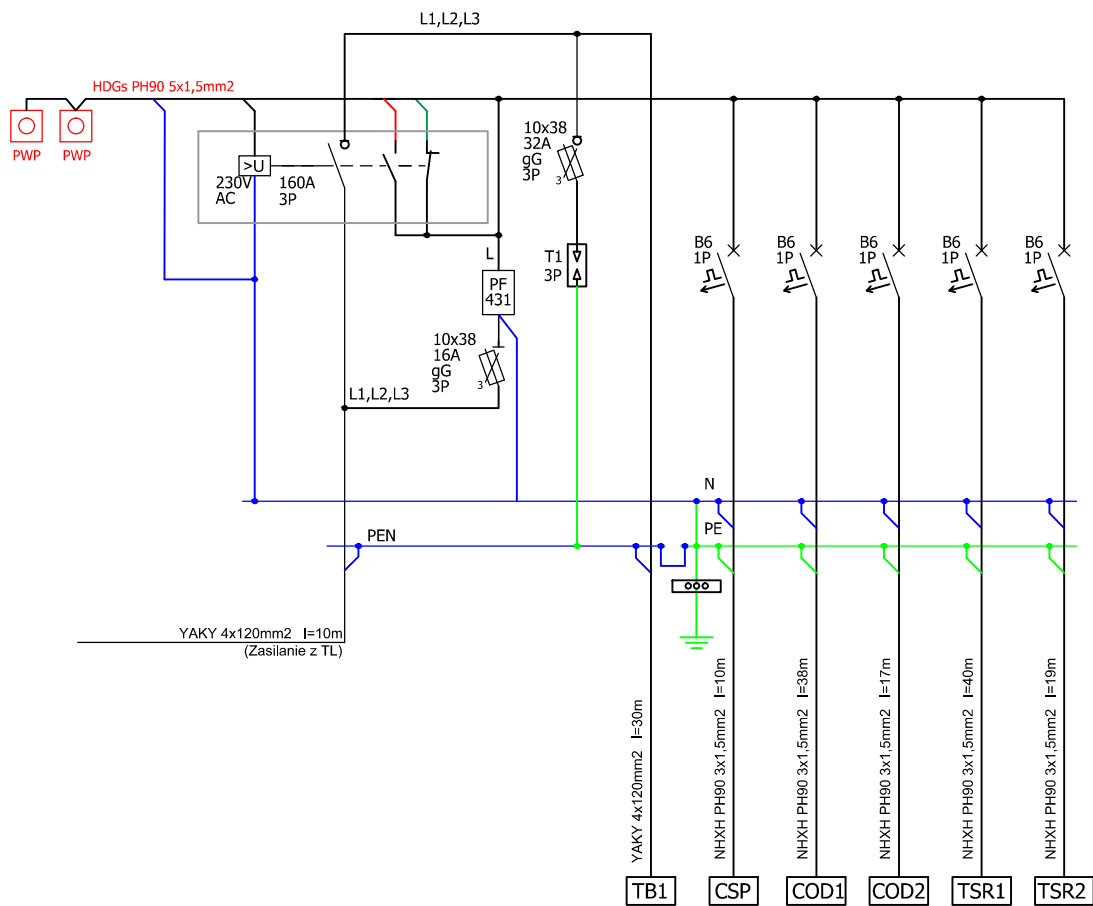 L1,L2,L3
HDGs PH90 5x1,5mm2
PWP
PWP
>U
230V
AC
160A
3P
10x38
32A
gG
3P
3
T1
3P
L
PF
431
10x38
16A
gG
3P
3
L1,L2,L3
B6
1P
B6
1P
B6
1P
B6
1P
B6
1P
N
PE
PEN
YAKY 4x120mm2 l=10m
(Zasilanie z TL)
YAKY 4x120mm2 l=30m
NHXH PH90 3x1,5mm2 l=10m
NHXH PH90 3x1,5mm2 l=38m
NHXH PH90 3x1,5mm2 l=17m
NHXH PH90 3x1,5mm2 l=40m
NHXH PH90 3x1,5mm2 l=19m
TB1
CSP
COD1
COD2
TSR1
TSR2